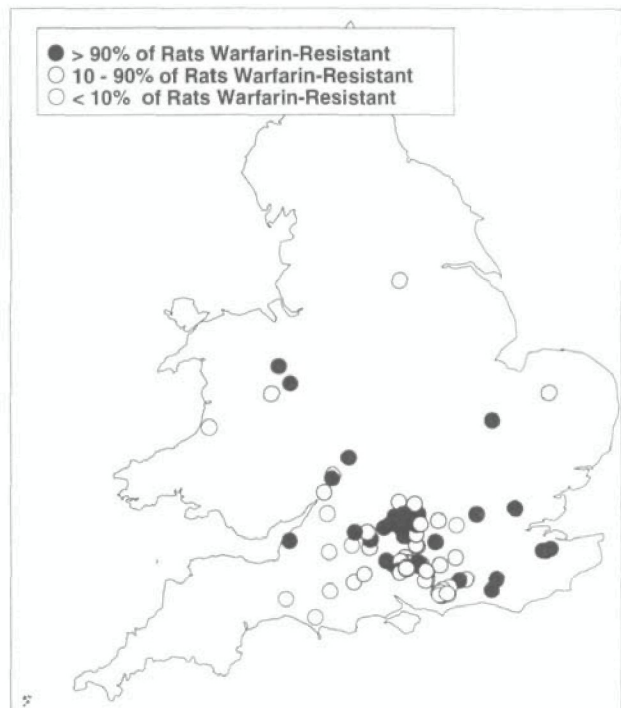 > 90% of Rats Warfarin-Resistant
10 - 90% of Rats Warfarin-Resistant
< 10% of Rats Warfarin-Resistant